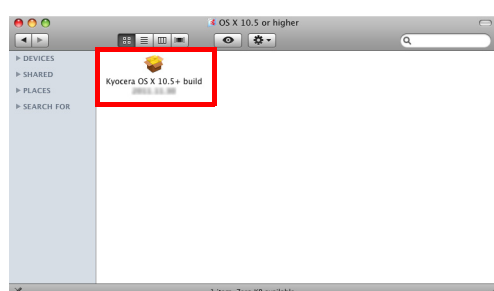 OS X 10.5 or higher
DEVICES
SHARED
PLACES
SEARCH FOR
Kyocera OS X 10.5+ build